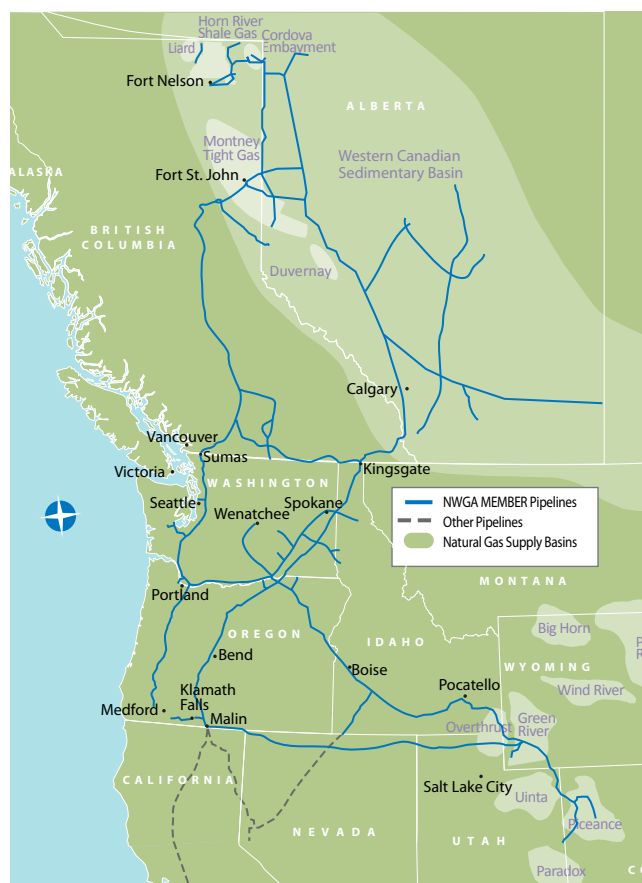 Horn River
Shale Gas
Cordova
Embayment
Liard
Fort Nelson
ALBERTA
Montney
Tight Gas
Western Canadian
Sedimentary Basin
ALASKA
Fort St. John
BRITISH
COLUMBIA
Duvernay
Calgary
Vancouver
Sumas
Victoria
Kingsgate
WASHINGTON
Seattle
Spokane
Wenatchee
NWGA MEMBER Pipelines
Other Pipelines
Natural Gas Supply Basins
Portland
MONTANA
OREGON
IDAHO
Big Horn
P
R
Bend
Boise
WYOMING
Pocatello
Wind River
Klamath
Falls
Medford
Malin
Overthrust
Green
River
CALIFORNIA
Salt Lake City
Uinta
Piceance
NEVADA
UTAH
Paradox
C